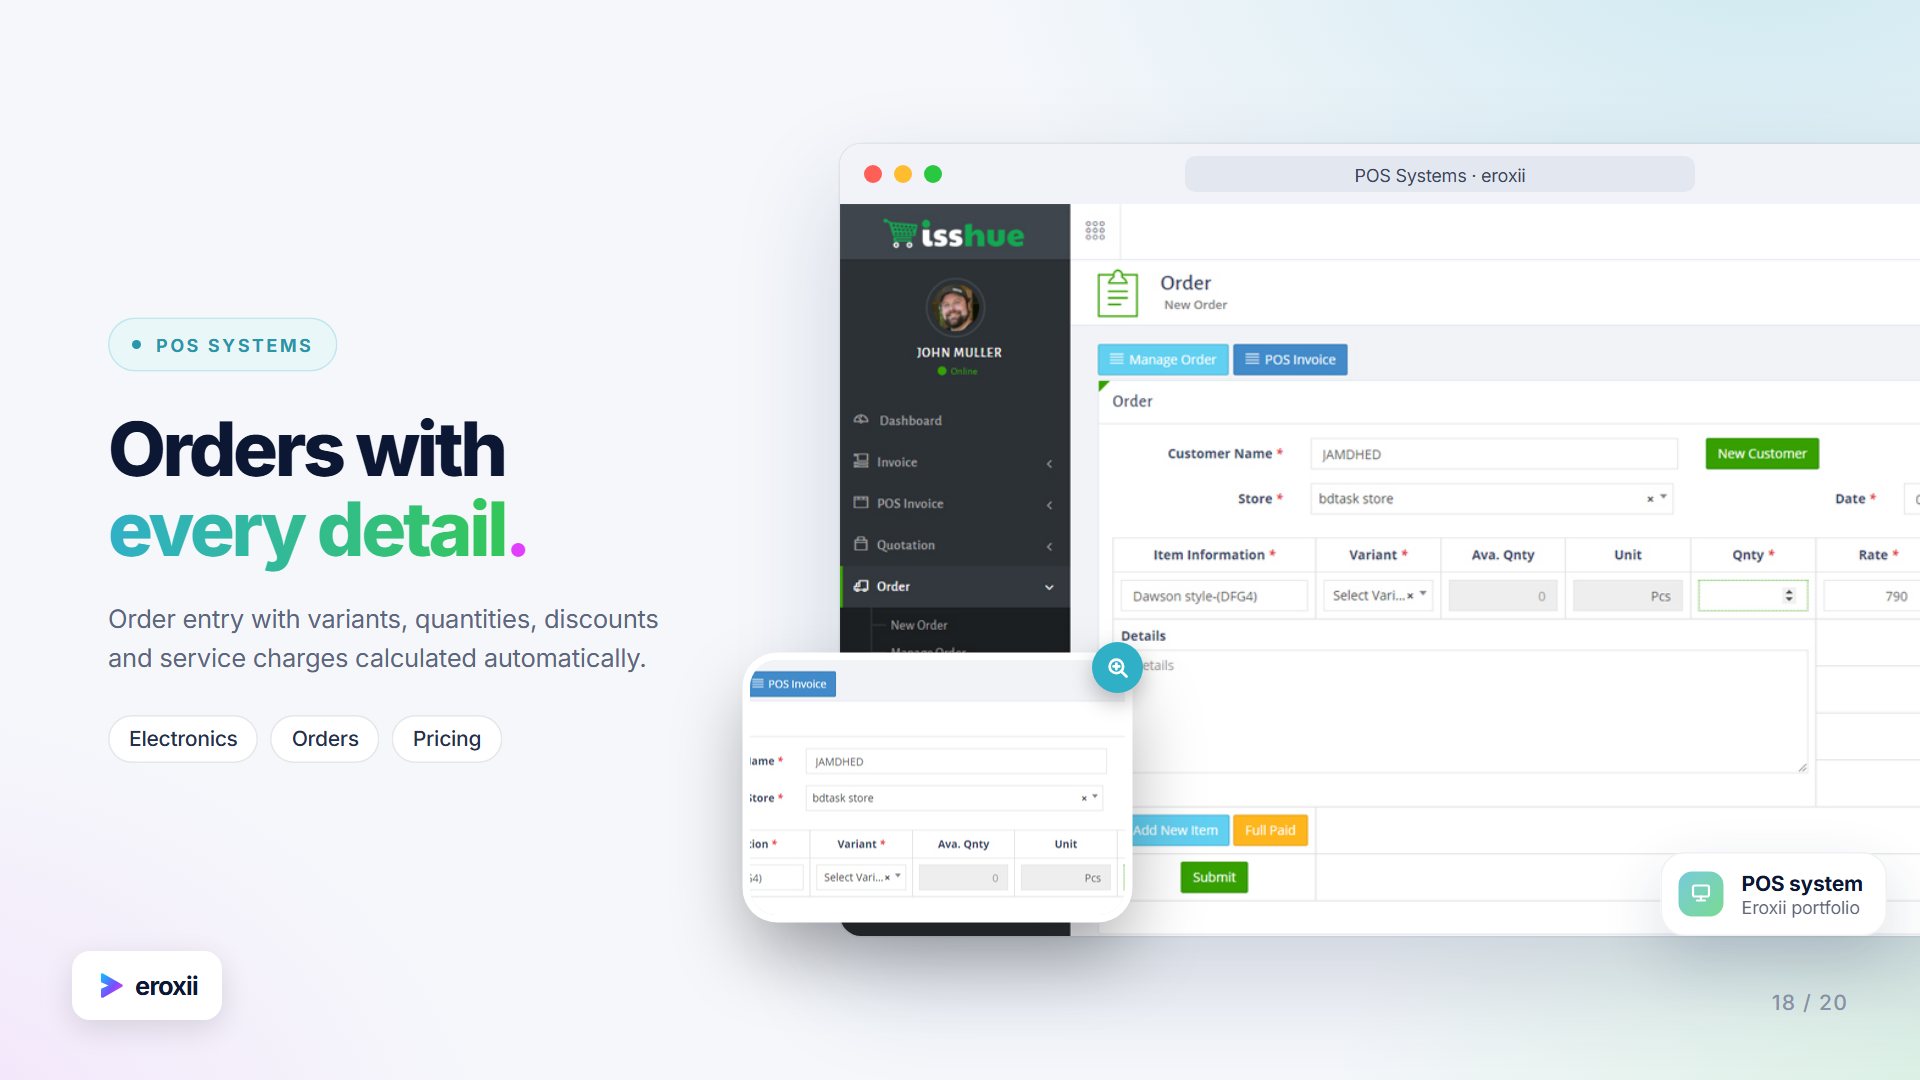 POS SYSTEMS
Orders with
every detail.
Order entry with variants, quantities, discounts
and service charges calculated automatically.
Electronics
Orders
Pricing
eroxii
POS Systems · eroxii
isshue
JOHN MULLER
Online
Dashboard
Invoice
POS Invoice
Quotation
Order
New Order
Order
New Order
Manage Order
POS Invoice
Order
Customer Name *
JAMDHED
New Customer
Store *
bdtask store
Date *
Item Information *
Variant *
Ava. Qnty
Unit
Qnty *
Rate *
Dawson style-(DFG4)
Select Vari...
0
Pcs
790
Details
etails
Add New Item
Full Paid
Submit
POS Invoice
ame *
JAMDHED
Store *
bdtask store
ion *
Variant *
Ava. Qnty
Unit
4)
Select Vari...
0
Pcs
POS system
Eroxii portfolio
18 / 20